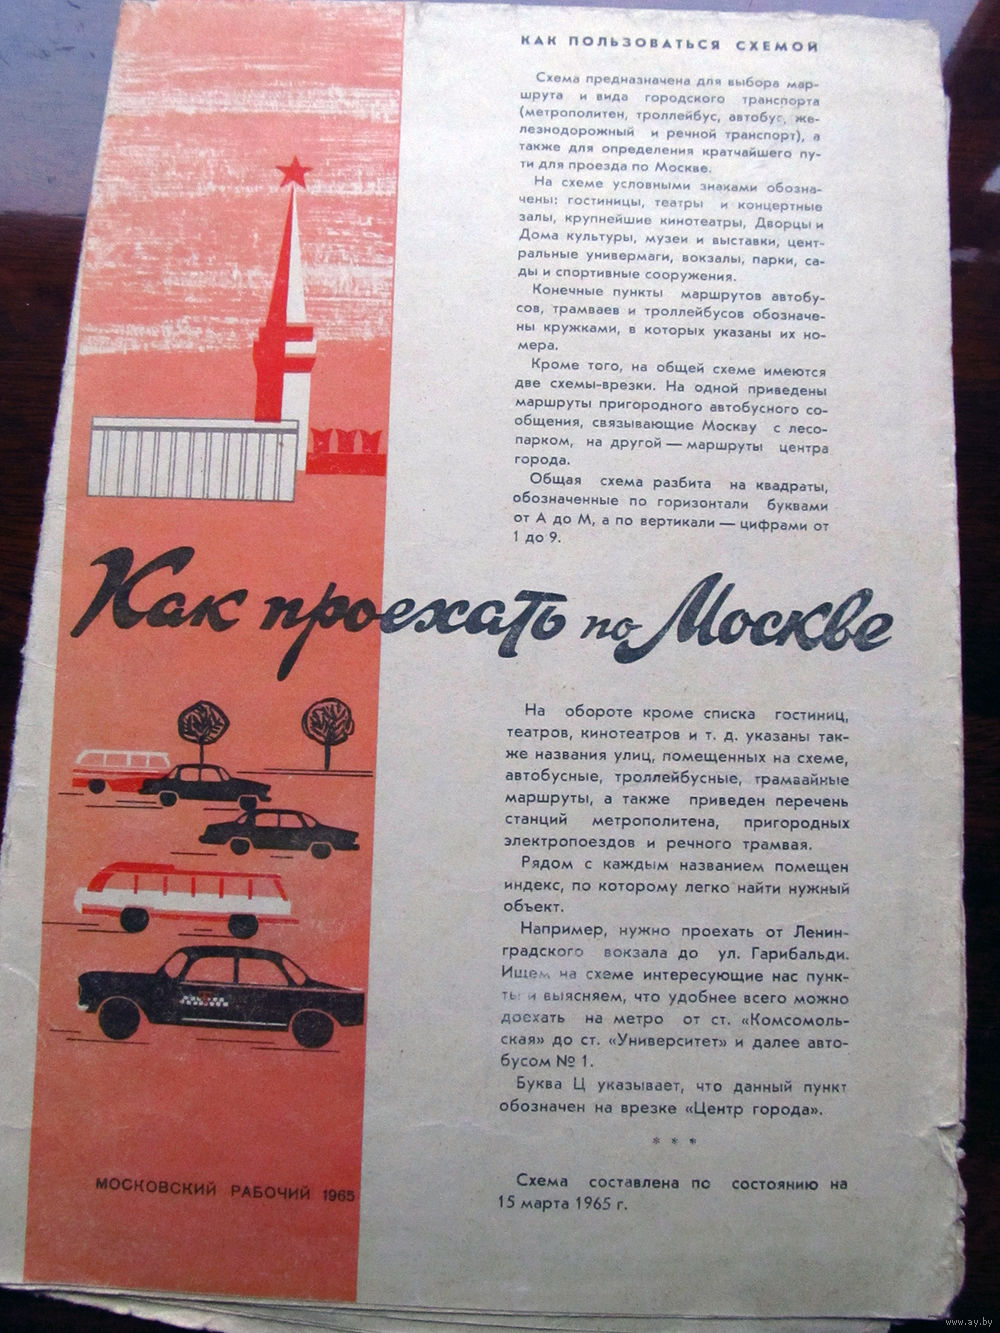 КАК ПОЛЬЗОВАТЬСЯ СХЕМОЙ
Схема предназначена для выбора мар-
шрута и вида городского транспорта
(метрополитен, троллейбус, автобус, же-
лезнодорожный и речной транспорт), а
также для определения кратчайшего пу-
ти для проезда по Москве.
На схеме условными знаками обозна-
чены: гостиницы, театры и концертные
залы, крупнейшие кинотеатры, Дворцы и
Дома культуры, музеи и выставки, цент-
ральные универмаги, вокзалы, парки, са-
ды и спортивные сооружения.
Конечные пункты маршрутов автобу-
сов, трамваев и троллейбусов обозначе-
ны кружками, в которых указаны их но-
мера.
Кроме того, на общей схеме имеются
две схемы-врезки. На одной приведены
маршруты пригородного автобусного со-
общения, связывающие Москву с лесо-
парком, на другой — маршруты центра
города.
Общая схема разбита на квадраты,
обозначенные по горизонтали буквами
от А до М, а по вертикали — цифрами от
1 до 9.
Как проехать по Москве
На обороте кроме списка гостиниц,
театров, кинотеатров и т. д. указаны так-
же названия улиц, помещенных на схеме,
автобусные, троллейбусные, трамвайные
маршруты, а также приведен перечень
станций метрополитена, пригородных
электропоездов и речного трамвая.
Рядом с каждым названием помещен
индекс, по которому легко найти нужный
объект.
Например, нужно проехать от Ленин-
градского вокзала до ул. Гарибальди.
Ищем на схеме интересующие нас пунк-
ты и выясняем, что удобнее всего можно
доехать на метро от ст. «Комсомоль-
ская» до ст. «Университет» и далее авто-
бусом № 1.
Буква Ц указывает, что данный пункт
обозначен на врезке «Центр города».
* * *
Схема составлена по состоянию на
15 марта 1965 г.
МОСКОВСКИЙ РАБОЧИЙ 1965
www.ay.by